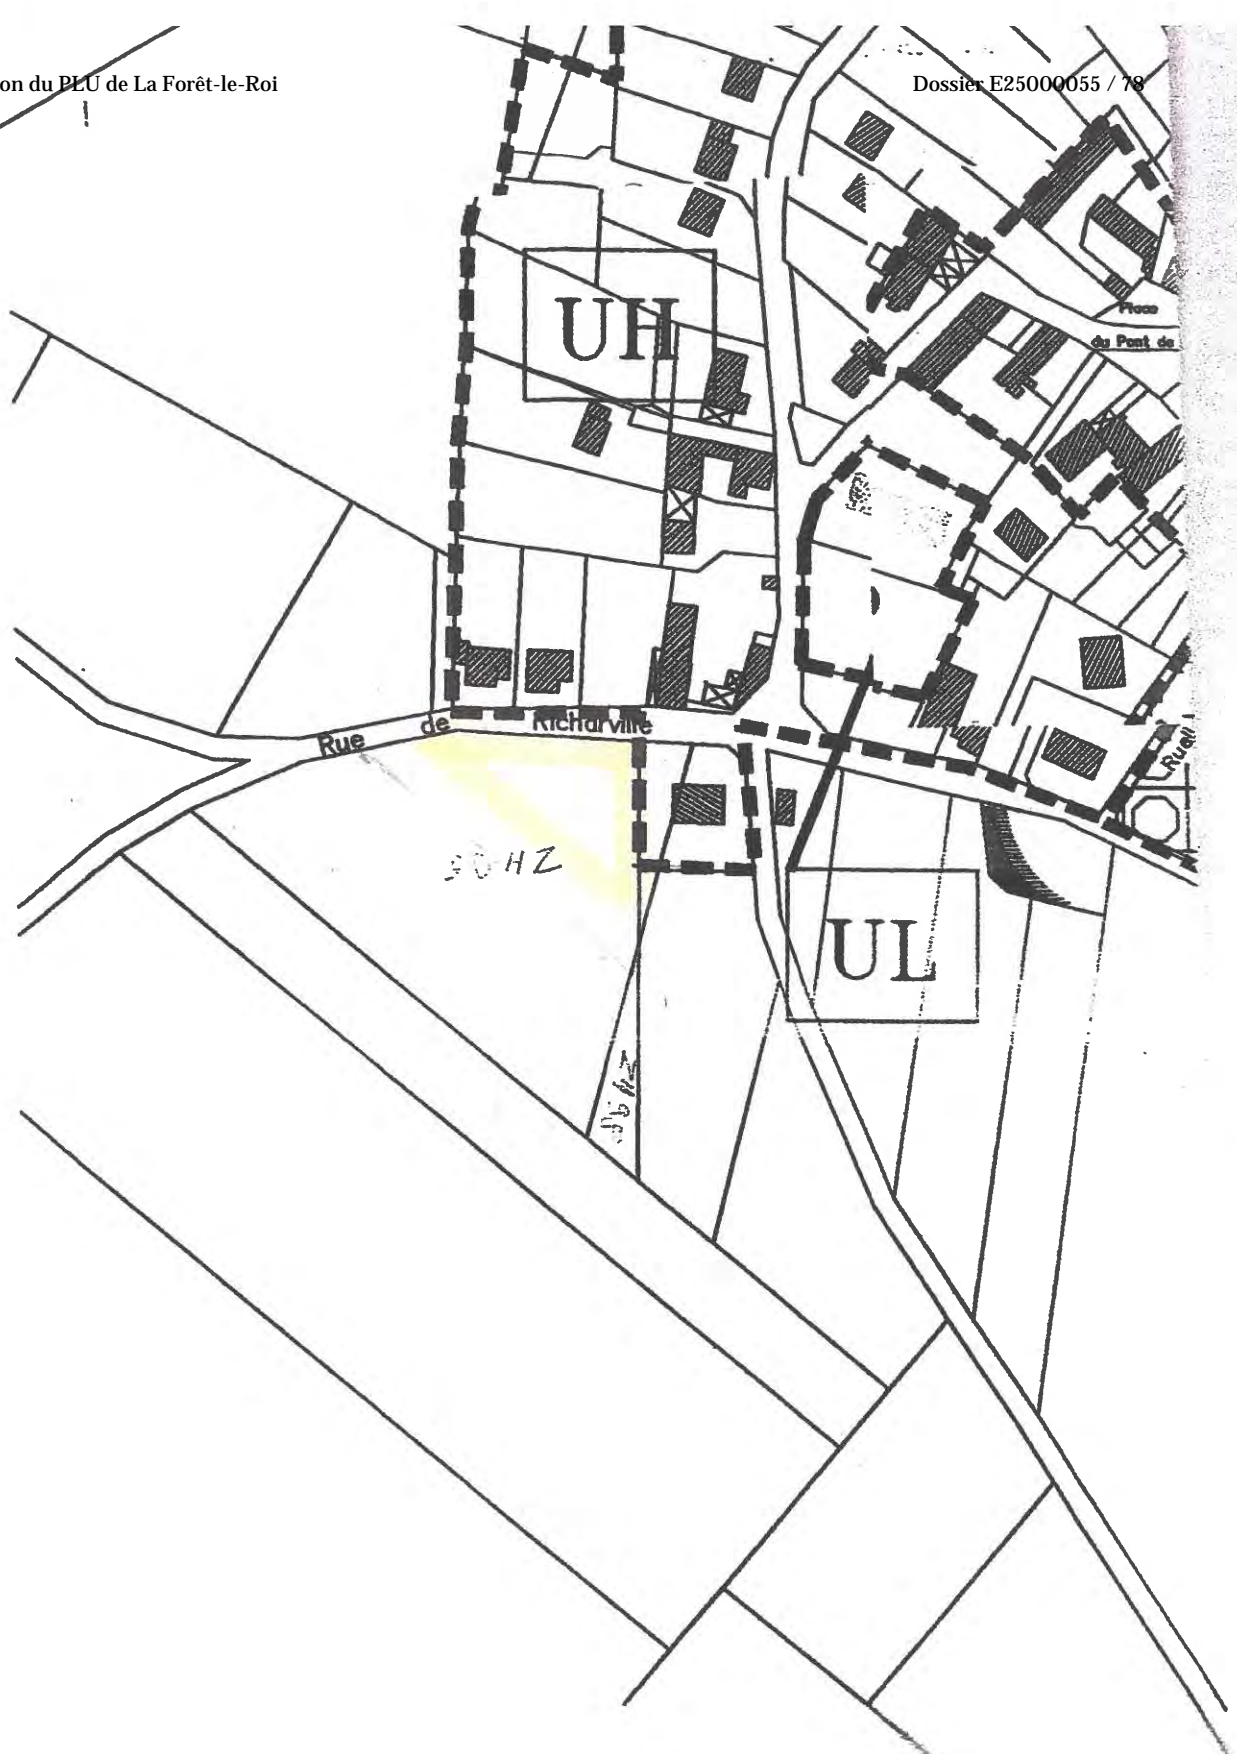 on du PLU de La Forêt-le-Roi
Dossier E25000055 / 78
Place
du Pont de
UH
Rue de Richarville
UL